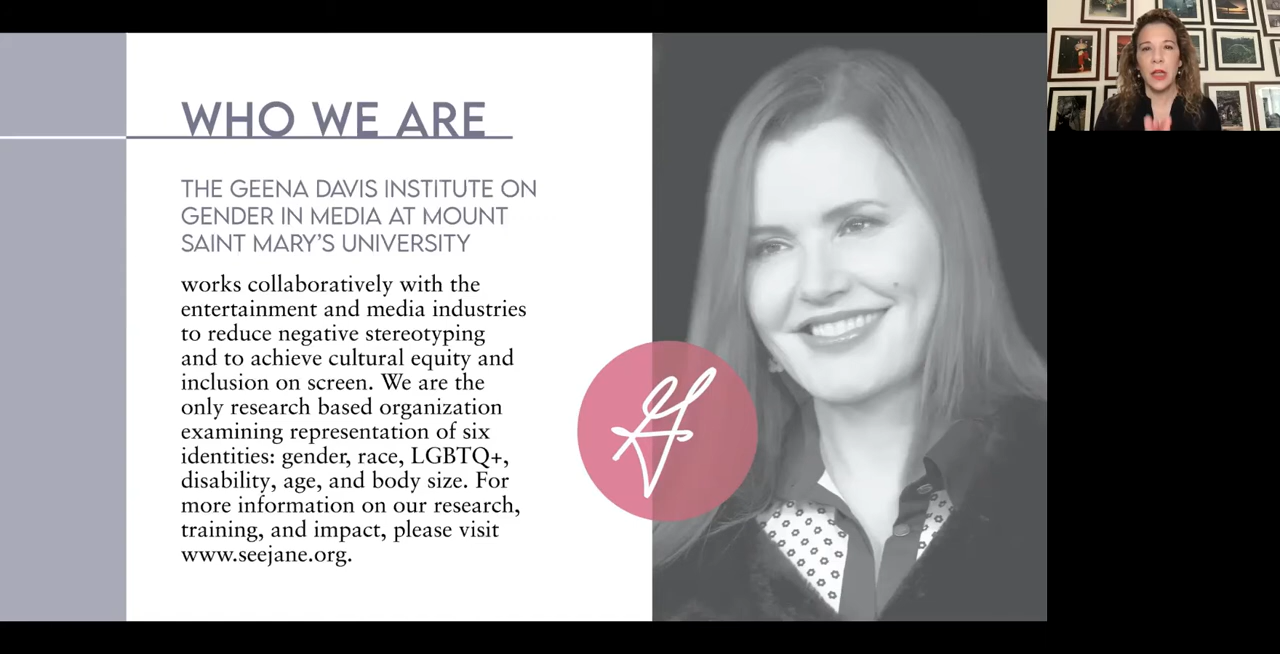 WHO WE ARE
THE GEENA DAVIS INSTITUTE ON
GENDER IN MEDIA AT MOUNT
SAINT MARY'S UNIVERSITY
works collaboratively with the
entertainment and media industries
to reduce negative stereotyping
and to achieve cultural equity and
inclusion on screen. We are the
only research based organization
examining representation of six
identities: gender, race, LGBTQ+,
disability, age, and body size. For
more information on our research,
training, and impact, please visit
www.seejane.org.